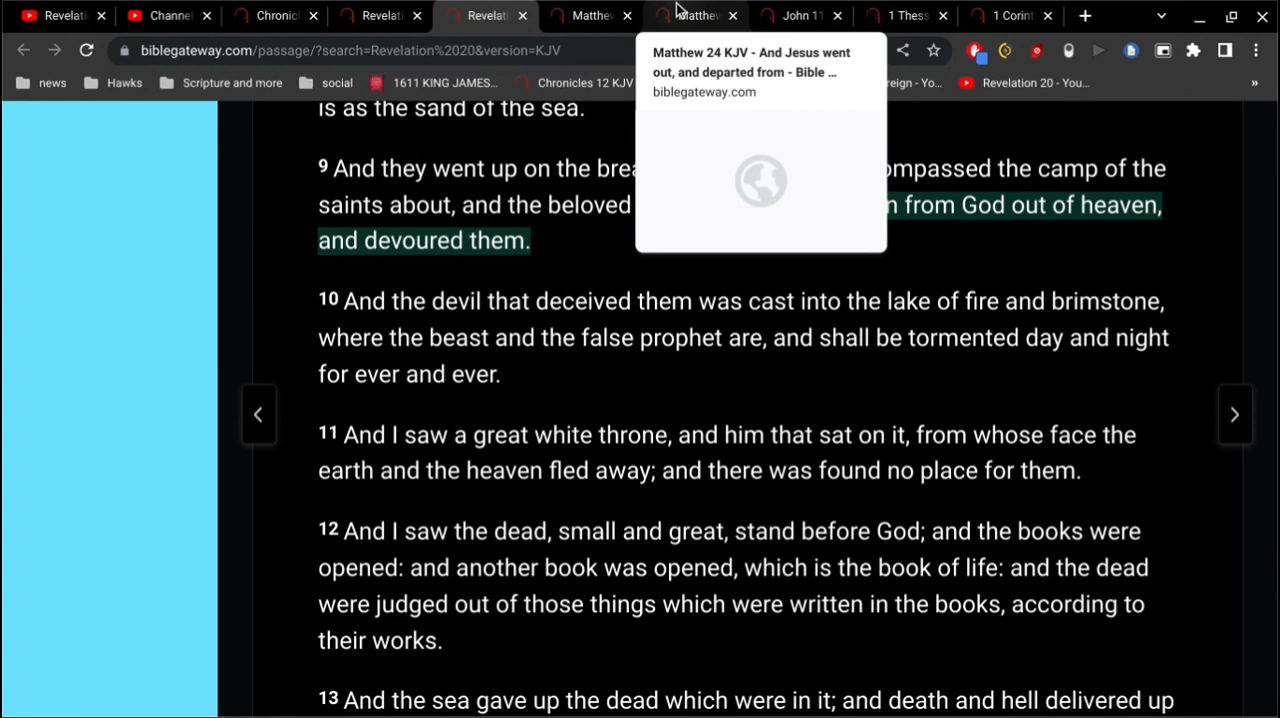 Revelati
Channel
Chronicl
Revelati
Revelati
Matthew
Matthew
John 11
1 Thess
1 Corint
biblegateway.com/passage/?search=Revelation%2020&version=KJV
news
Hawks
Scripture and more
social
1611 KING JAMES...
Chronicles 12 KJV
reign - Yo...
Revelation 20 - You...
»
Matthew 24 KJV - And Jesus went
out, and departed from - Bible ...
biblegateway.com
is as the sand of the sea.
9 And they went up on the brea ompassed the camp of the
saints about, and the beloved n from God out of heaven,
and devoured them.
10 And the devil that deceived them was cast into the lake of fire and brimstone,
where the beast and the false prophet are, and shall be tormented day and night
for ever and ever.
11 And I saw a great white throne, and him that sat on it, from whose face the
earth and the heaven fled away; and there was found no place for them.
12 And I saw the dead, small and great, stand before God; and the books were
opened: and another book was opened, which is the book of life: and the dead
were judged out of those things which were written in the books, according to
their works.
13 And the sea gave up the dead which were in it; and death and hell delivered up